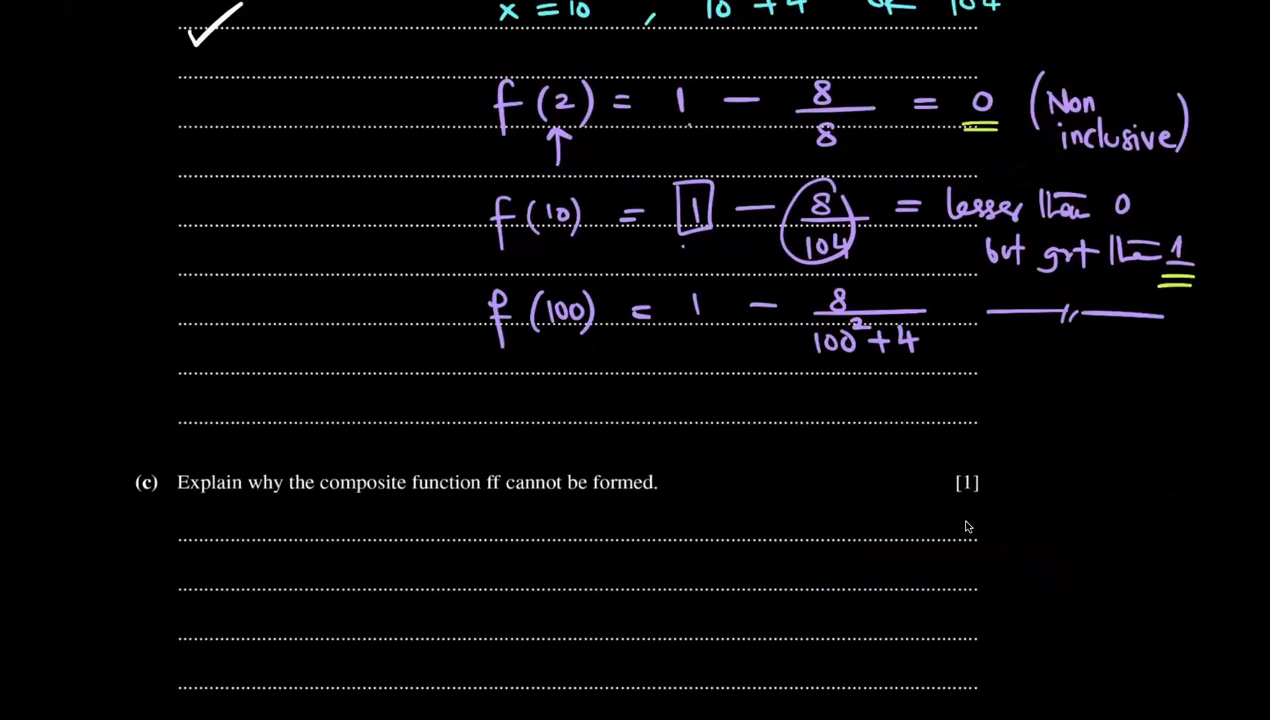 x = 10 , 10² + 4 or 104
f (2) = 1 - 8/8 = 0 (Non inclusive)
f (10) = 1 - 8/104 = lesser than 0
but grt than 1
f (100) = 1 - 8/100² + 4 —〃—
(c) Explain why the composite function ff cannot be formed. [1]